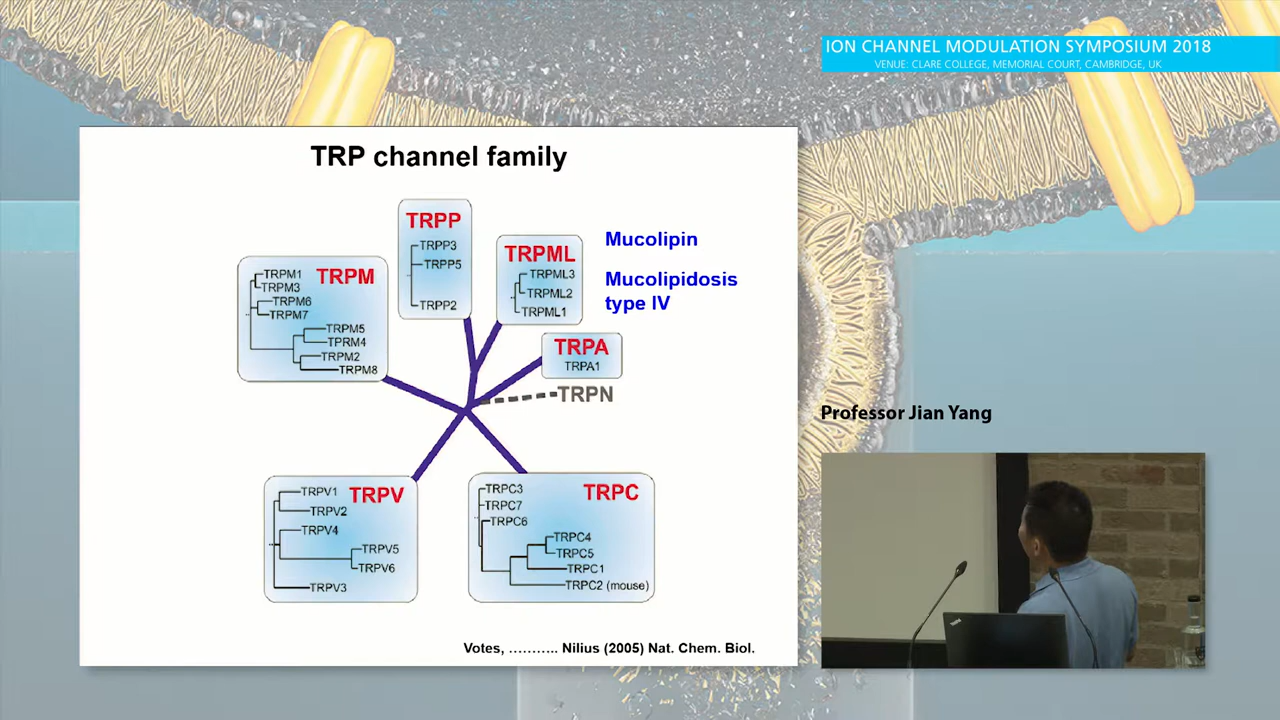 ION CHANNEL MODULATION SYMPOSIUM 2018
VENUE: CLARE COLLEGE, MEMORIAL COURT, CAMBRIDGE, UK
TRP channel family
TRPP
TRPP3
TRPP5
TRPP2
TRPML
TRPML3
TRPML2
TRPML1
Mucolipin
Mucolipidosis
type IV
TRPM
TRPM1
TRPM3
TRPM6
TRPM7
TRPM5
TPRM4
TRPM2
TRPM8
TRPA
TRPA1
TRPN
TRPV
TRPV1
TRPV2
TRPV4
TRPV5
TRPV6
TRPV3
TRPC
TRPC3
TRPC7
TRPC6
TRPC4
TRPC5
TRPC1
TRPC2 (mouse)
Votes, ……….. Nilius (2005) Nat. Chem. Biol.
Professor Jian Yang